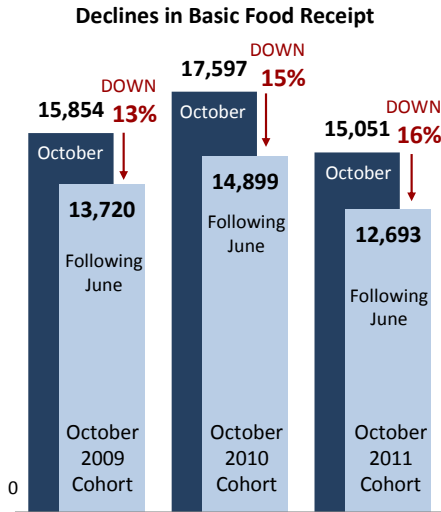 Declines in Basic Food Receipt
15,854
DOWN
13%
October
13,720
Following
June
October
2009
Cohort
17,597
DOWN
15%
October
14,899
Following
June
October
2010
Cohort
15,051
DOWN
16%
October
12,693
Following
June
October
2011
Cohort
0